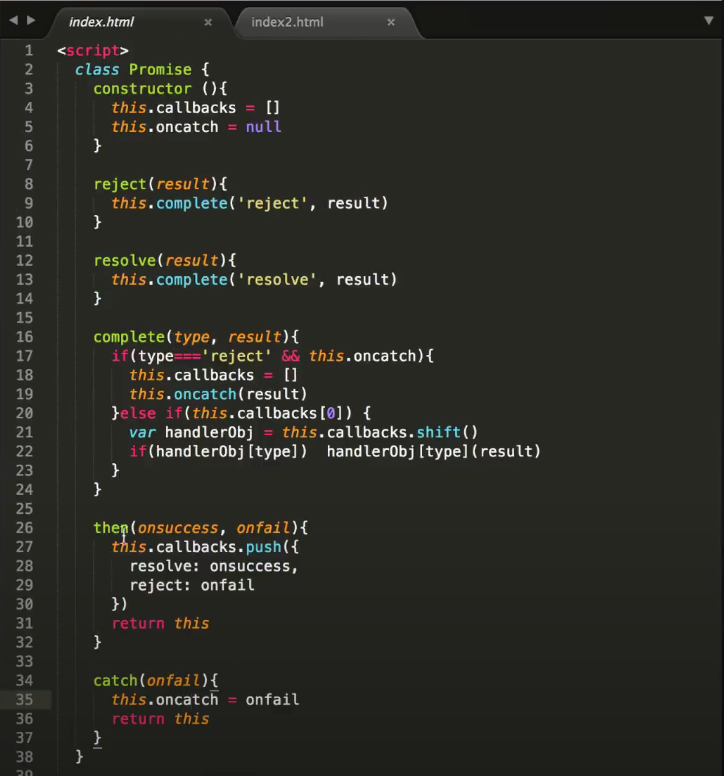 index.html × index2.html ×
1 <script>
2 class Promise {
3 constructor (){
4 this.callbacks = []
5 this.oncatch = null
6 }
7
8 reject(result){
9 this.complete('reject', result)
10 }
11
12 resolve(result){
13 this.complete('resolve', result)
14 }
15
16 complete(type, result){
17 if(type==='reject' && this.oncatch){
18 this.callbacks = []
19 this.oncatch(result)
20 }else if(this.callbacks[0]) {
21 var handlerObj = this.callbacks.shift()
22 if(handlerObj[type])  handlerObj[type](result)
23 }
24 }
25
26 then(onsuccess, onfail){
27 this.callbacks.push({
28 resolve: onsuccess,
29 reject: onfail
30 })
31 return this
32 }
33
34 catch(onfail){
35 this.oncatch = onfail
36 return this
37 }
38 }
39